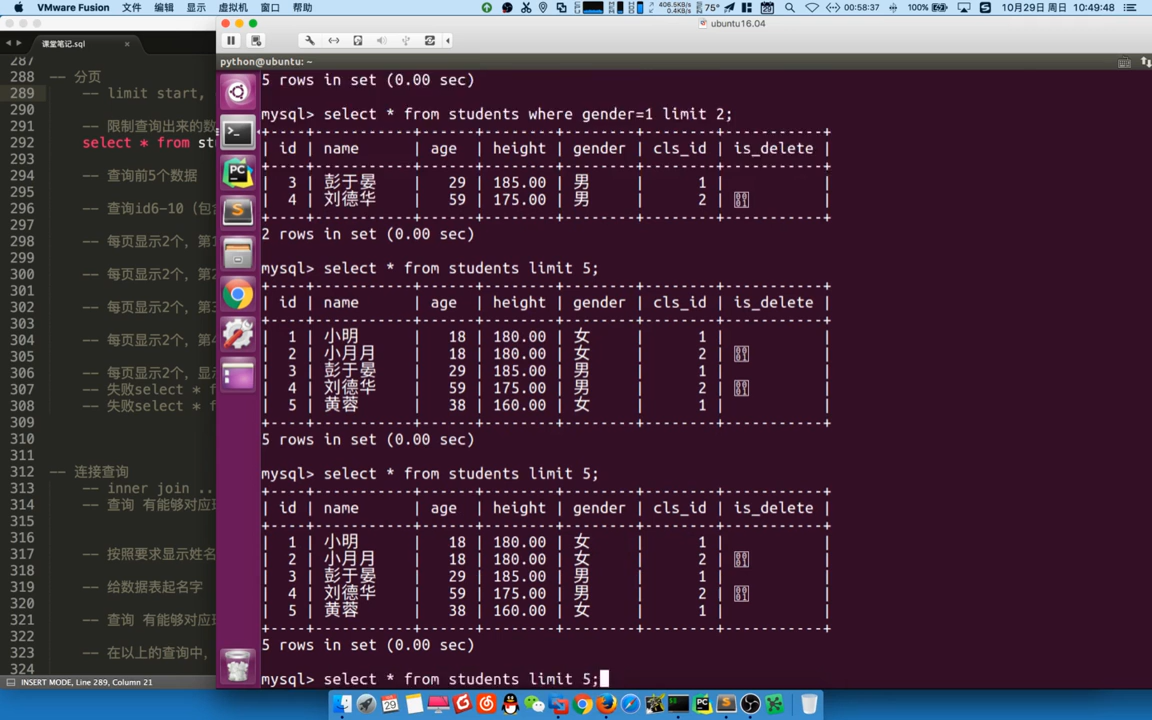 VMware Fusion 文件 编辑 显示 虚拟机 窗口 帮助
406.5KB/s
0.4KB/s
75°
00:58:37
100%
10月29日 周日 10:49:48
课堂笔记.sql
ubuntu16.04
python@ubuntu: ~
287
288 -- 分页
289 -- limit start,
290
291 -- 限制查询出来的数
292 select * from st
293
294 -- 查询前5个数据
295
296 -- 查询id6-10（包含
297
298 -- 每页显示2个，第1
299
300 -- 每页显示2个，第2
301
302 -- 每页显示2个，第3
303
304 -- 每页显示2个，第4
305
306 -- 每页显示2个，显示
307 -- 失败select * f
308 -- 失败select * f
309
310
311
312 -- 连接查询
313 -- inner join ..
314 -- 查询 有能够对应班
315
316
317 -- 按照要求显示姓名
318
319 -- 给数据表起名字
320
321 -- 查询 有能够对应班
322
323 -- 在以上的查询中，
324
INSERT MODE, Line 289, Column 21
5 rows in set (0.00 sec)
mysql> select * from students where gender=1 limit 2;
+----+-----------+------+--------+--------+--------+-----------+
| id | name | age | height | gender | cls_id | is_delete |
+----+-----------+------+--------+--------+--------+-----------+
| 3 | 彭于晏 | 29 | 185.00 | 男 | 1 |
| 4 | 刘德华 | 59 | 175.00 | 男 | 2 |
+----+-----------+------+--------+--------+--------+-----------+
2 rows in set (0.00 sec)
mysql> select * from students limit 5;
+----+-----------+------+--------+--------+--------+-----------+
| id | name | age | height | gender | cls_id | is_delete |
+----+-----------+------+--------+--------+--------+-----------+
| 1 | 小明 | 18 | 180.00 | 女 | 1 |
| 2 | 小月月 | 18 | 180.00 | 女 | 2 |
| 3 | 彭于晏 | 29 | 185.00 | 男 | 1 |
| 4 | 刘德华 | 59 | 175.00 | 男 | 2 |
| 5 | 黄蓉 | 38 | 160.00 | 女 | 1 |
+----+-----------+------+--------+--------+--------+-----------+
5 rows in set (0.00 sec)
mysql> select * from students limit 5;
+----+-----------+------+--------+--------+--------+-----------+
| id | name | age | height | gender | cls_id | is_delete |
+----+-----------+------+--------+--------+--------+-----------+
| 1 | 小明 | 18 | 180.00 | 女 | 1 |
| 2 | 小月月 | 18 | 180.00 | 女 | 2 |
| 3 | 彭于晏 | 29 | 185.00 | 男 | 1 |
| 4 | 刘德华 | 59 | 175.00 | 男 | 2 |
| 5 | 黄蓉 | 38 | 160.00 | 女 | 1 |
+----+-----------+------+--------+--------+--------+-----------+
5 rows in set (0.00 sec)
mysql> select * from students limit 5;